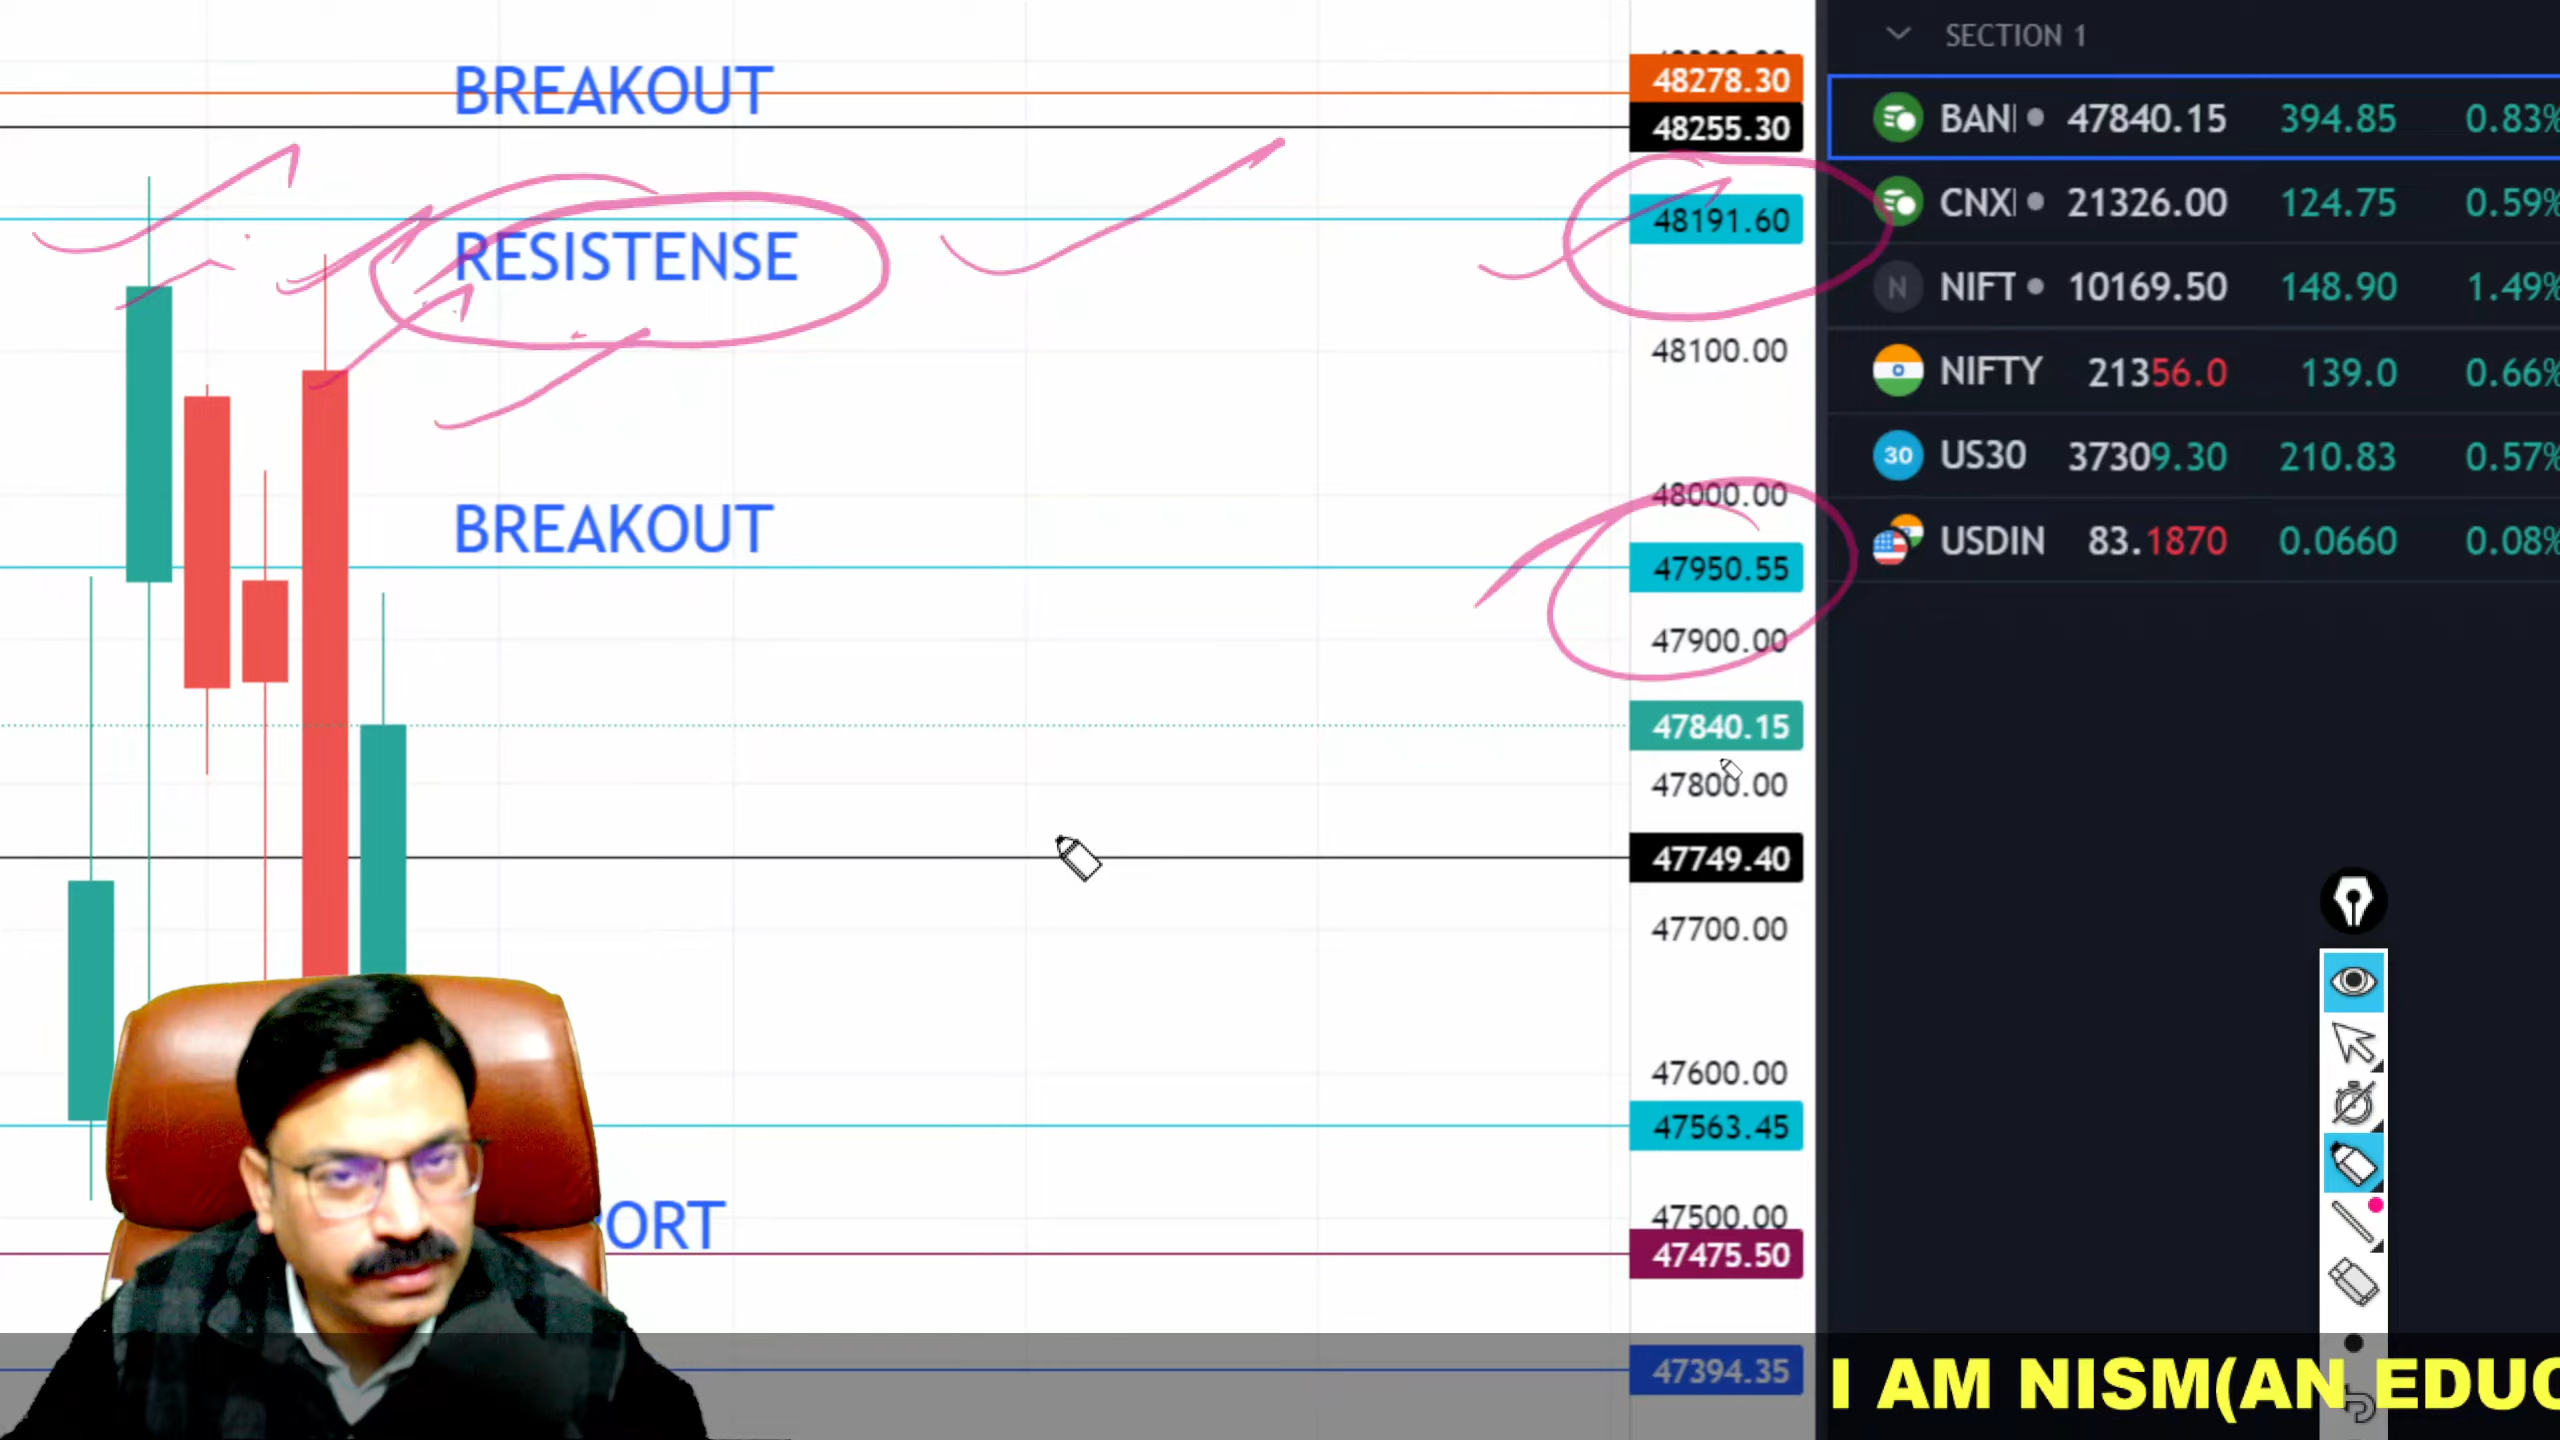 BREAKOUT
RESISTENSE
BREAKOUT
PORT
48278.30
48255.30
48191.60
48100.00
48000.00
47950.55
47900.00
47840.15
47800.00
47749.40
47700.00
47600.00
47563.45
47500.00
47475.50
47394.35
SECTION 1
BAN 47840.15 394.85 0.83%
CNX 21326.00 124.75 0.59%
N NIFT 10169.50 148.90 1.49%
NIFTY 21356.0 139.0 0.66%
30 US30 37309.30 210.83 0.57%
USDIN 83.1870 0.0660 0.08%
I AM NISM(AN EDUC